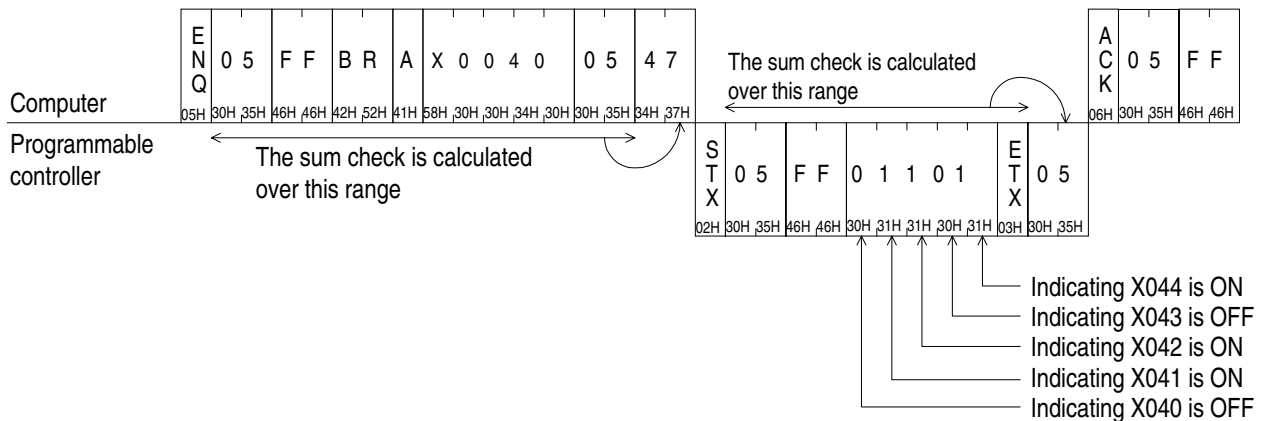 E N Q 0 5 F F B R A X 0 0 4 0 0 5 4 7
05H 30H 35H 46H 46H 42H 52H 41H 58H 30H 30H 34H 30H 30H 35H 34H 37H
Computer
Programmable
controller
The sum check is calculated
over this range
The sum check is calculated
over this range
A C K 0 5 F F
06H 30H 35H 46H 46H
S T X 0 5 F F 0 1 1 0 1 E T X 0 5
02H 30H 35H 46H 46H 30H 31H 31H 30H 31H 03H 30H 35H
Indicating X044 is ON
Indicating X043 is OFF
Indicating X042 is ON
Indicating X041 is ON
Indicating X040 is OFF